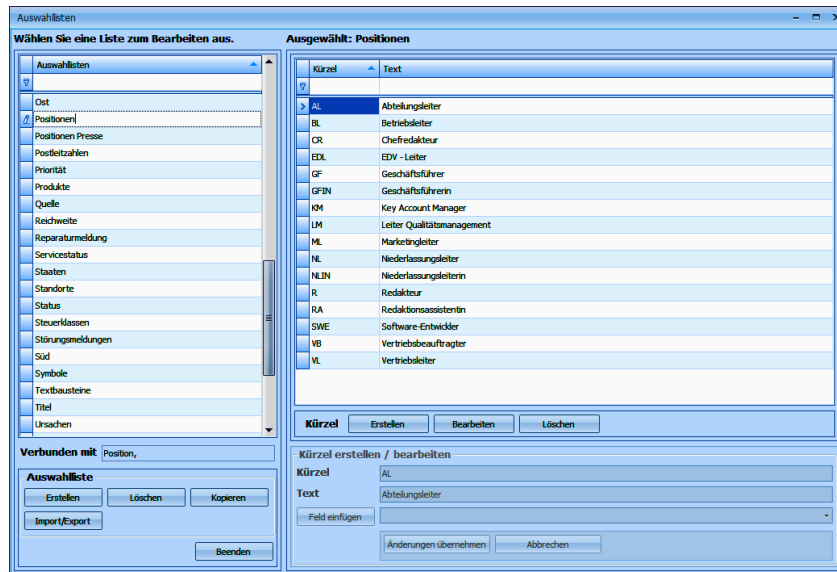 Auswahllisten
Wählen Sie eine Liste zum Bearbeiten aus.
Auswahllisten
Ost
Positionen
Positionen Presse
Postleitzahlen
Priorität
Produkte
Quelle
Reichweite
Reparaturmeldung
Servicestatus
Staaten
Standorte
Status
Steuerklassen
Störungsmeldungen
Süd
Symbole
Textbausteine
Titel
Ursachen
Verbunden mit Position,
Auswahlliste
Erstellen Löschen Kopieren
Import/Export
Beenden
Ausgewählt: Positionen
Kürzel Text
AL Abteilungsleiter
BL Betriebsleiter
CR Chefredakteur
EDL EDV - Leiter
GF Geschäftsführer
GFIN Geschäftsführerin
KM Key Account Manager
LM Leiter Qualitätsmanagement
ML Marketingleiter
NL Niederlassungsleiter
NLIN Niederlassungsleiterin
R Redakteur
RA Redaktionsassistentin
SWE Software-Entwickler
VB Vertriebsbeauftragter
VL Vertriebsleiter
Kürzel Erstellen Bearbeiten Löschen
Kürzel erstellen / bearbeiten
Kürzel AL
Text Abteilungsleiter
Feld einfügen
Änderungen übernehmen Abbrechen